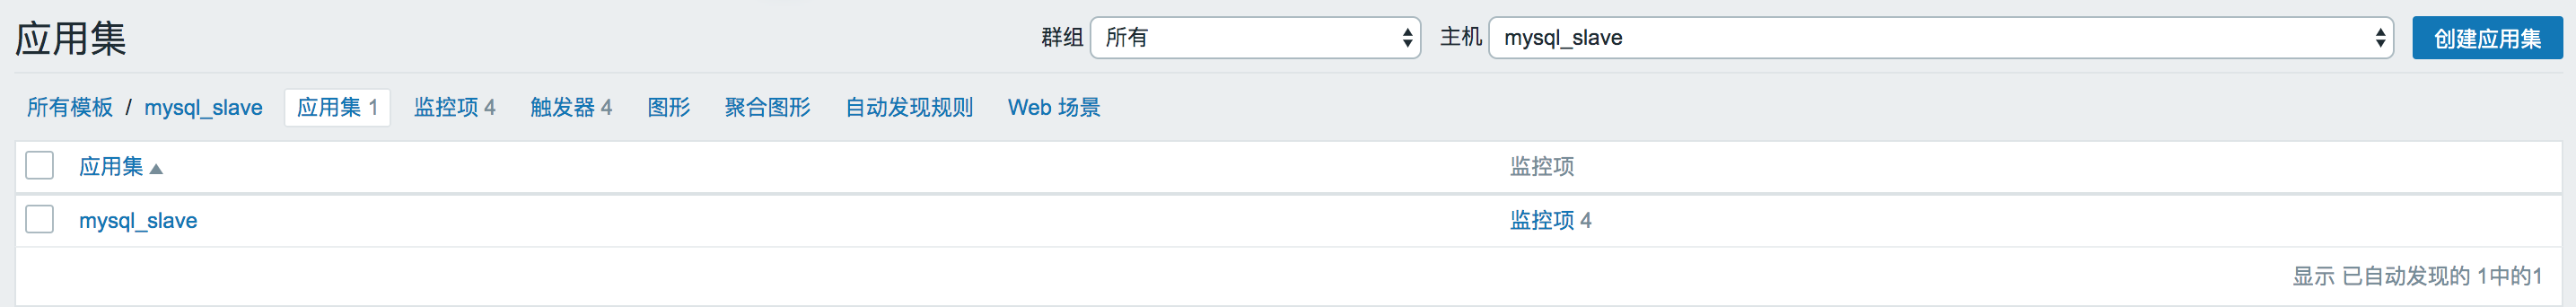 应用集 群组 所有 主机 mysql_slave 创建应用集
所有模板 / mysql_slave 应用集 1 监控项 4 触发器 4 图形 聚合图形 自动发现规则 Web 场景
应用集 监控项
mysql_slave 监控项 4
显示 已自动发现的 1中的1